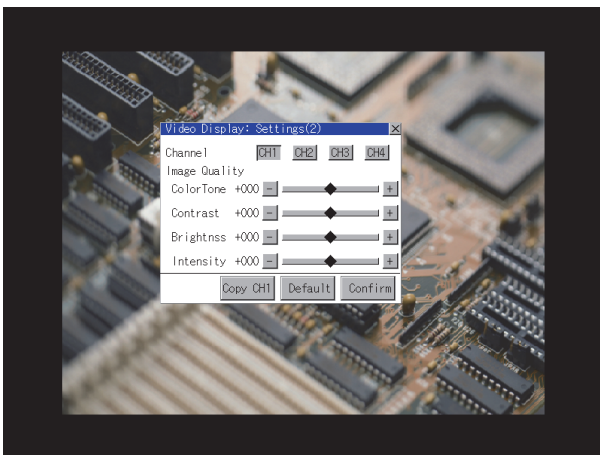 Video Display: Settings(2) ×
Channel CH1 CH2 CH3 CH4
Image Quality
ColorTone +000 - +
Contrast +000 - +
Brightnss +000 - +
Intensity +000 - +
Copy CH1 Default Confirm